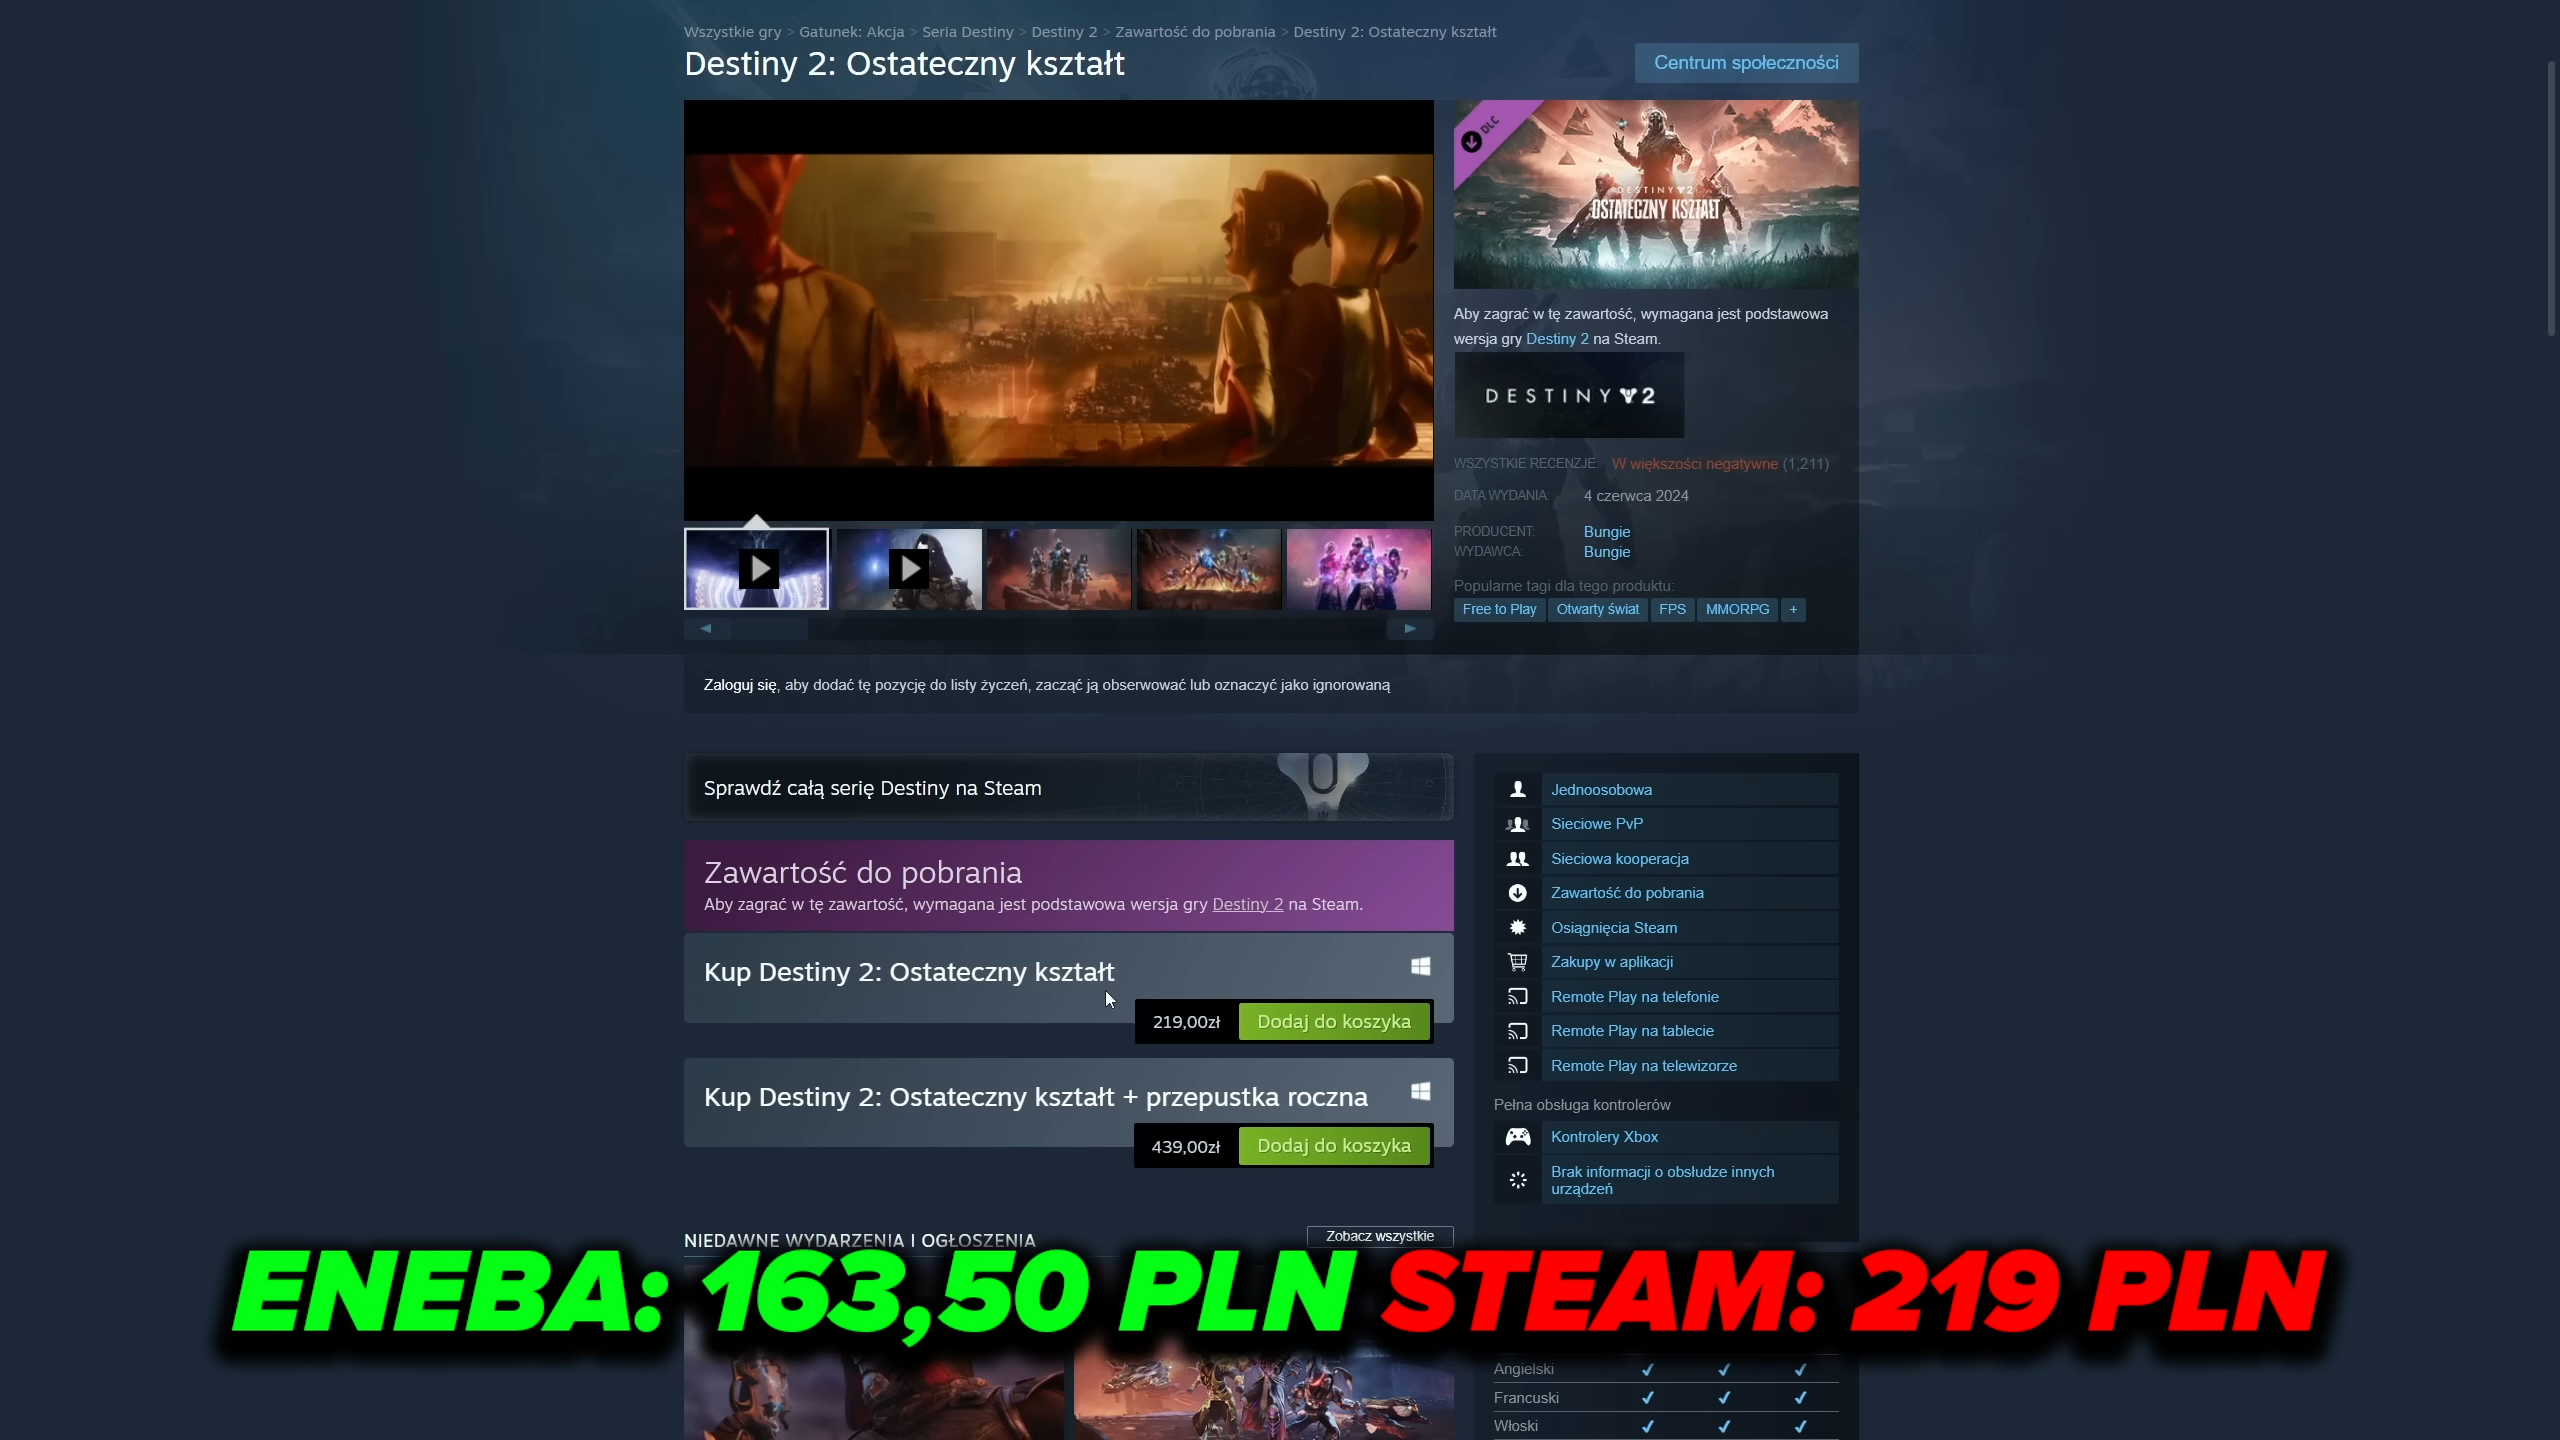 Wszystkie gry > Gatunek: Akcja > Seria Destiny > Destiny 2 > Zawartość do pobrania > Destiny 2: Ostateczny kształt
Destiny 2: Ostateczny kształt
Centrum społeczności
DLC
DESTINY 2
OSTATECZNY KSZTAŁT
Aby zagrać w tę zawartość, wymagana jest podstawowa
wersja gry Destiny 2 na Steam.
DESTINY 2
WSZYSTKIE RECENZJE: W większości negatywne (1,211)
DATA WYDANIA: 4 czerwca 2024
PRODUCENT: Bungie
WYDAWCA: Bungie
Popularne tagi dla tego produktu:
Free to Play Otwarty świat FPS MMORPG +
Zaloguj się, aby dodać tę pozycję do listy życzeń, zacząć ją obserwować lub oznaczyć jako ignorowaną
Sprawdź całą serię Destiny na Steam
Zawartość do pobrania
Aby zagrać w tę zawartość, wymagana jest podstawowa wersja gry Destiny 2 na Steam.
Kup Destiny 2: Ostateczny kształt
219,00zł Dodaj do koszyka
Kup Destiny 2: Ostateczny kształt + przepustka roczna
439,00zł Dodaj do koszyka
NIEDAWNE WYDARZENIA I OGŁOSZENIA
Zobacz wszystkie
Jednoosobowa
Sieciowe PvP
Sieciowa kooperacja
Zawartość do pobrania
Osiągnięcia Steam
Zakupy w aplikacji
Remote Play na telefonie
Remote Play na tablecie
Remote Play na telewizorze
Pełna obsługa kontrolerów
Kontrolery Xbox
Brak informacji o obsłudze innych
urządzeń
ENEBA: 163,50 PLN STEAM: 219 PLN
Angielski ✓ ✓ ✓
Francuski ✓ ✓ ✓
Włoski ✓ ✓ ✓